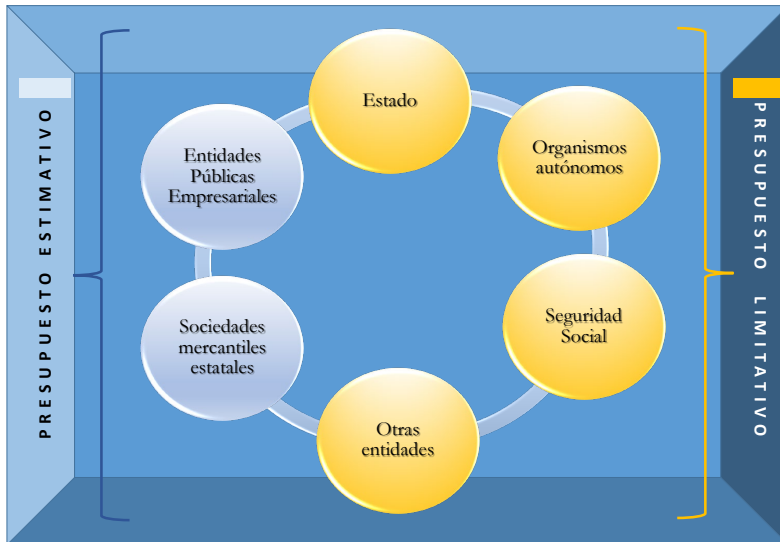 PRESUPUESTO ESTIMATIVO
Estado
Organismos
autónomos
Seguridad
Social
Otras
entidades
Sociedades
mercantiles
estatales
Entidades
Públicas
Empresariales
PRESUPUESTO LIMITATIVO